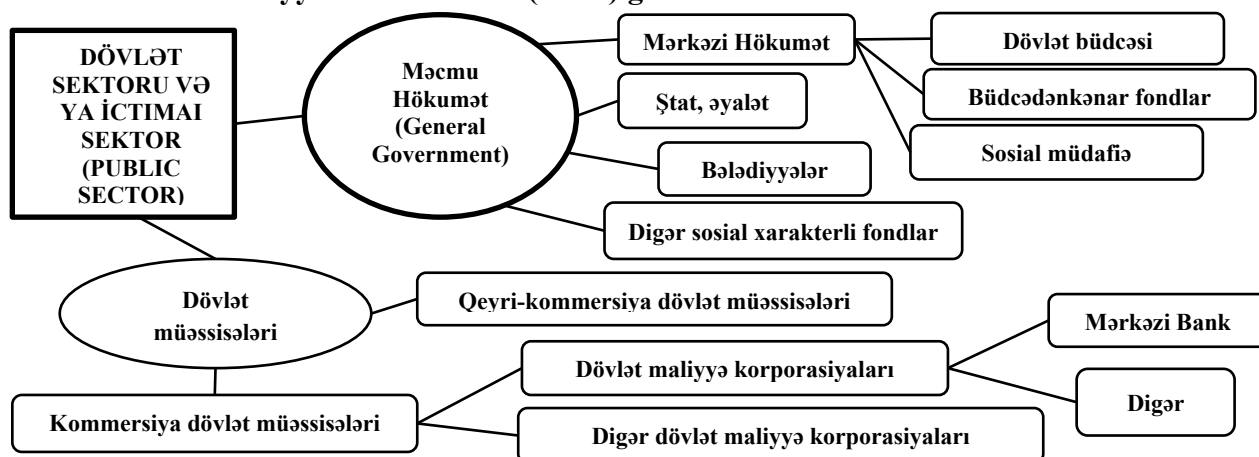 DÖVLƏT
SEKTORU VƏ
YA İCTIMAI
SEKTOR
(PUBLIC
SECTOR)
Məcmu
Hökumət
(General
Government)
Mərkəzi Hökumət
Ştat, əyalət
Bələdiyyələr
Digər sosial xarakterli fondlar
Dövlət büdcəsi
Büdcədənkənar fondlar
Sosial müdafiə
Dövlət
müəssisələri
Qeyri-kommersiya dövlət müəssisələri
Kommersiya dövlət müəssisələri
Dövlət maliyyə korporasiyaları
Digər dövlət maliyyə korporasiyaları
Mərkəzi Bank
Digər